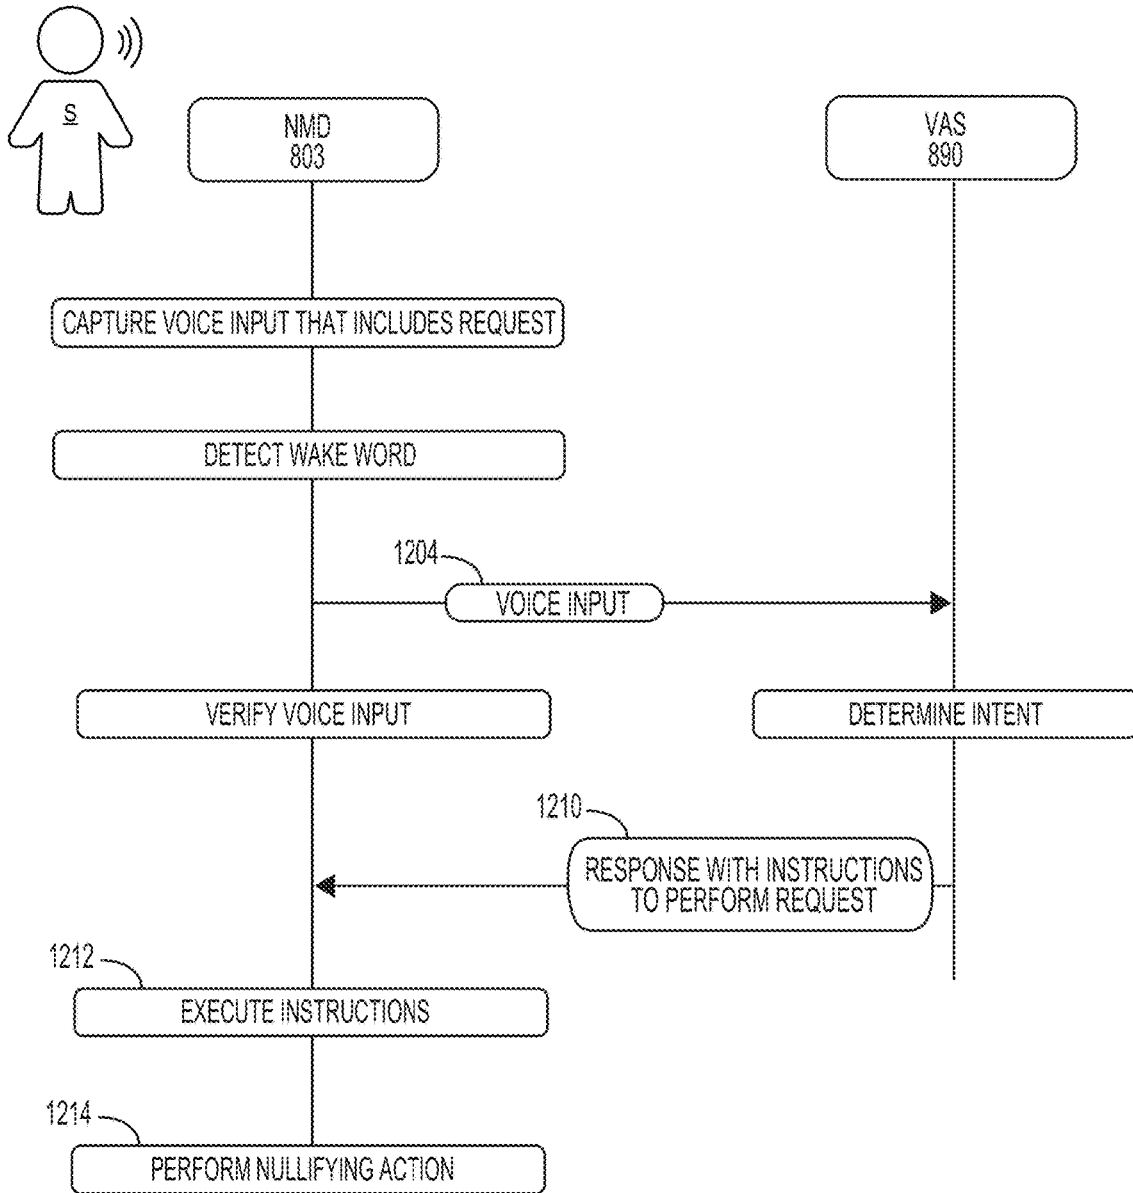 S
NMD
803
VAS
890
CAPTURE VOICE INPUT THAT INCLUDES REQUEST
DETECT WAKE WORD
1204
VOICE INPUT
VERIFY VOICE INPUT
DETERMINE INTENT
1210
RESPONSE WITH INSTRUCTIONS
TO PERFORM REQUEST
1212
EXECUTE INSTRUCTIONS
1214
PERFORM NULLIFYING ACTION